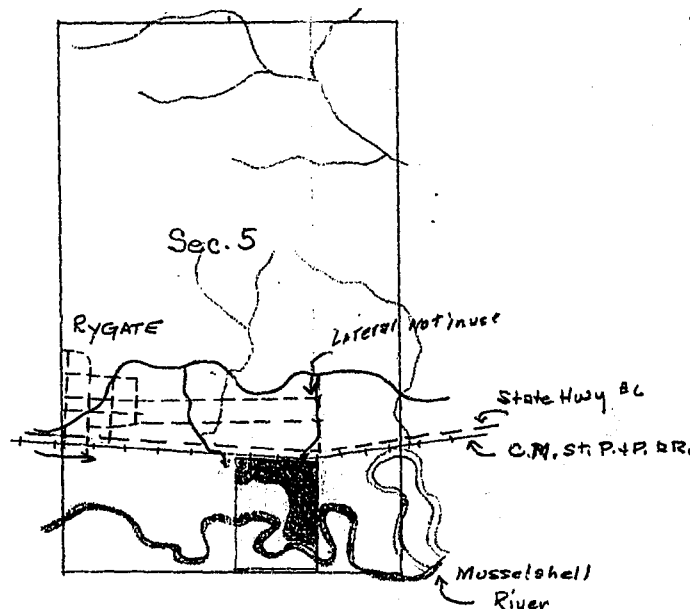 Sec. 5
RYGATE
Lateral not in use
State Hwy #6
C.M. St. P. & P. RR.
Musselshell
River